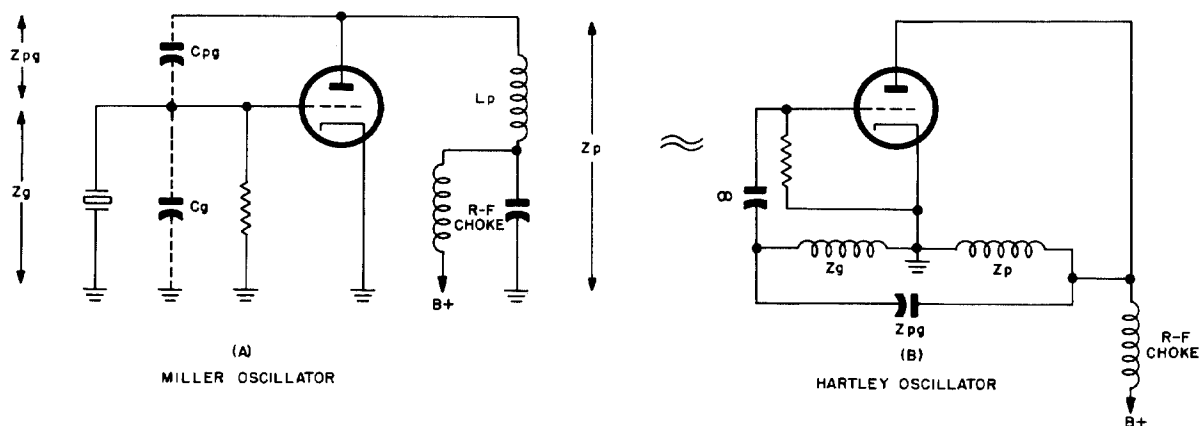 Zpg
Cpg
Lp
Zg
Cg
R-F
CHOKE
B+
Zp
≈
(A)
MILLER OSCILLATOR
∞
Zg
Zp
Zpg
(B)
HARTLEY OSCILLATOR
R-F
CHOKE
B+